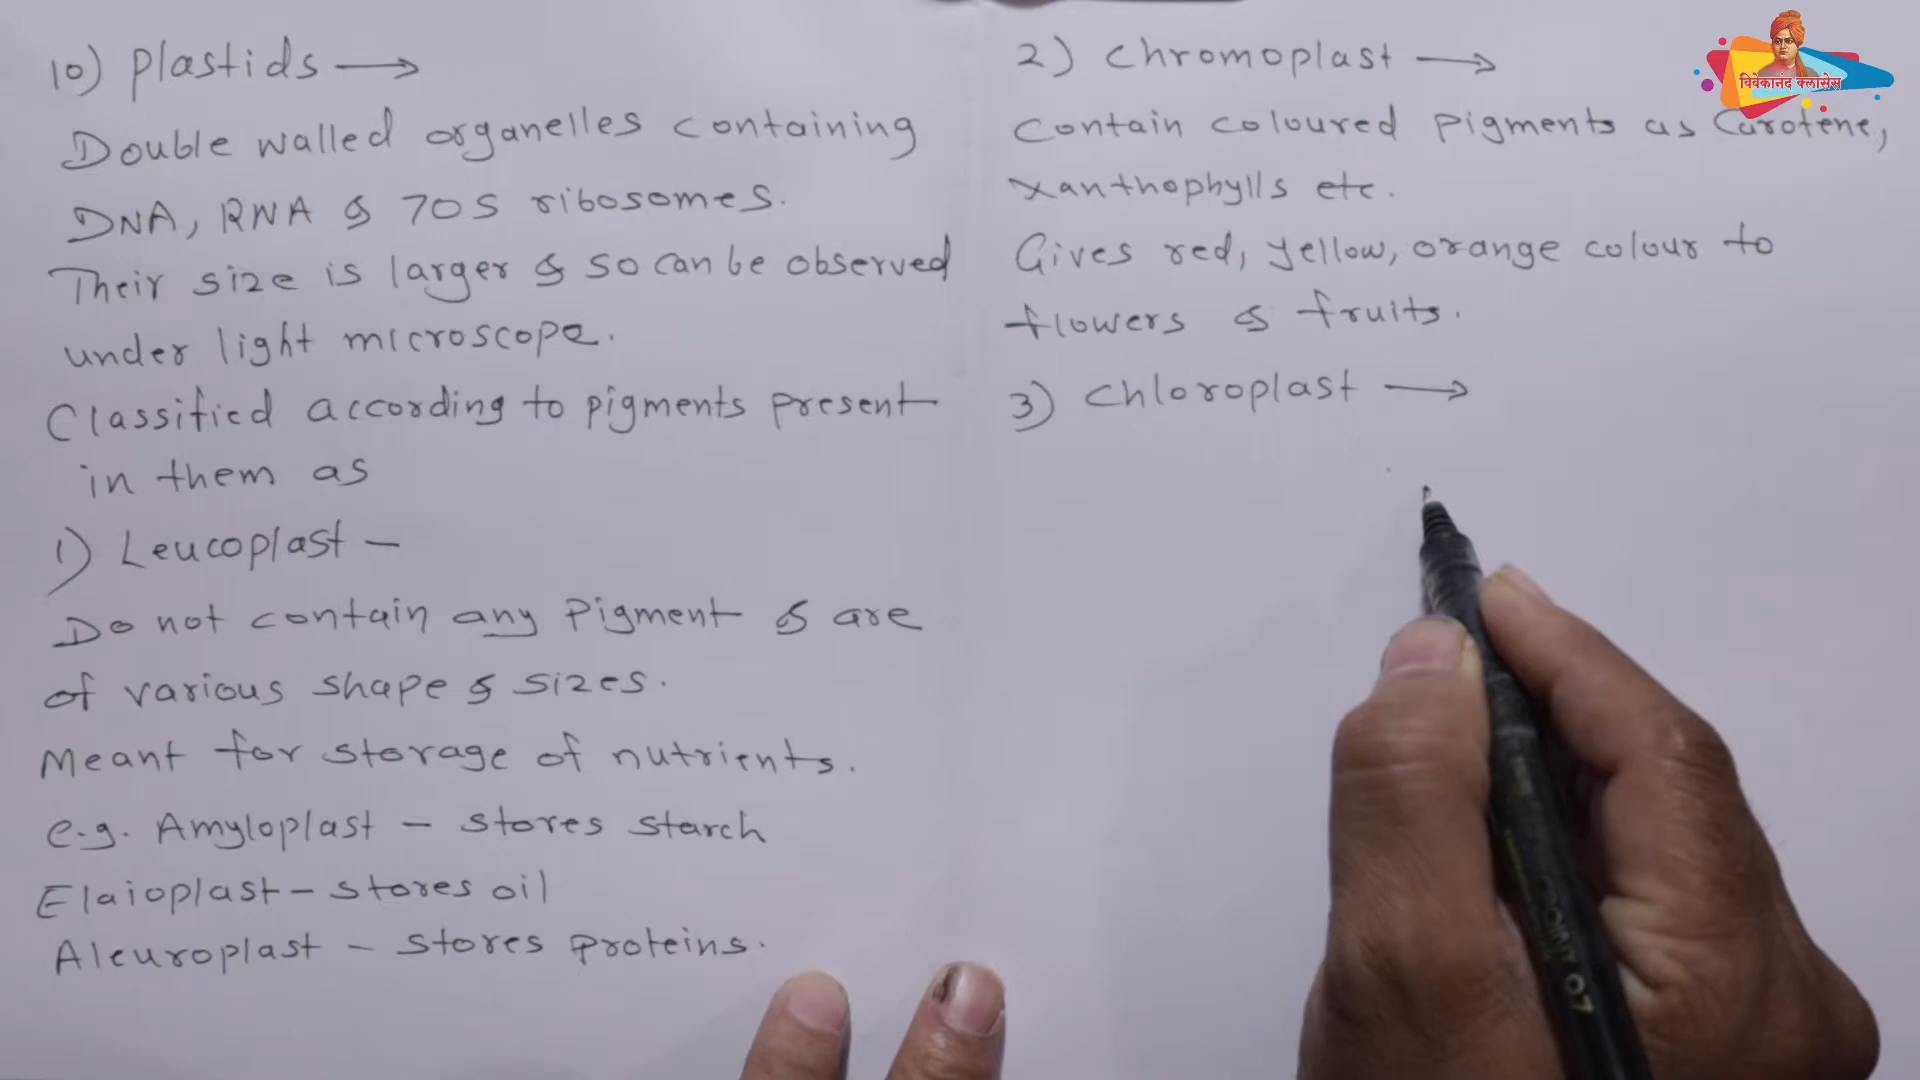 10) Plastids →
Double walled organelles containing
DNA, RNA & 70S ribosomes.
Their size is larger & so can be observed
under light microscope.
Classified according to pigments present
in them as
1) Leucoplast –
Do not contain any Pigment & are
of various shape & sizes.
Meant for storage of nutrients.
e.g. Amyloplast – stores starch
Elaioplast – stores oil
Aleuroplast – stores proteins.
2) Chromoplast →
Contain coloured pigments as Carotene,
Xanthophylls etc.
Gives red, yellow, orange colour to
flowers & fruits.
3) Chloroplast →
विवेकानंद क्लासेस
07